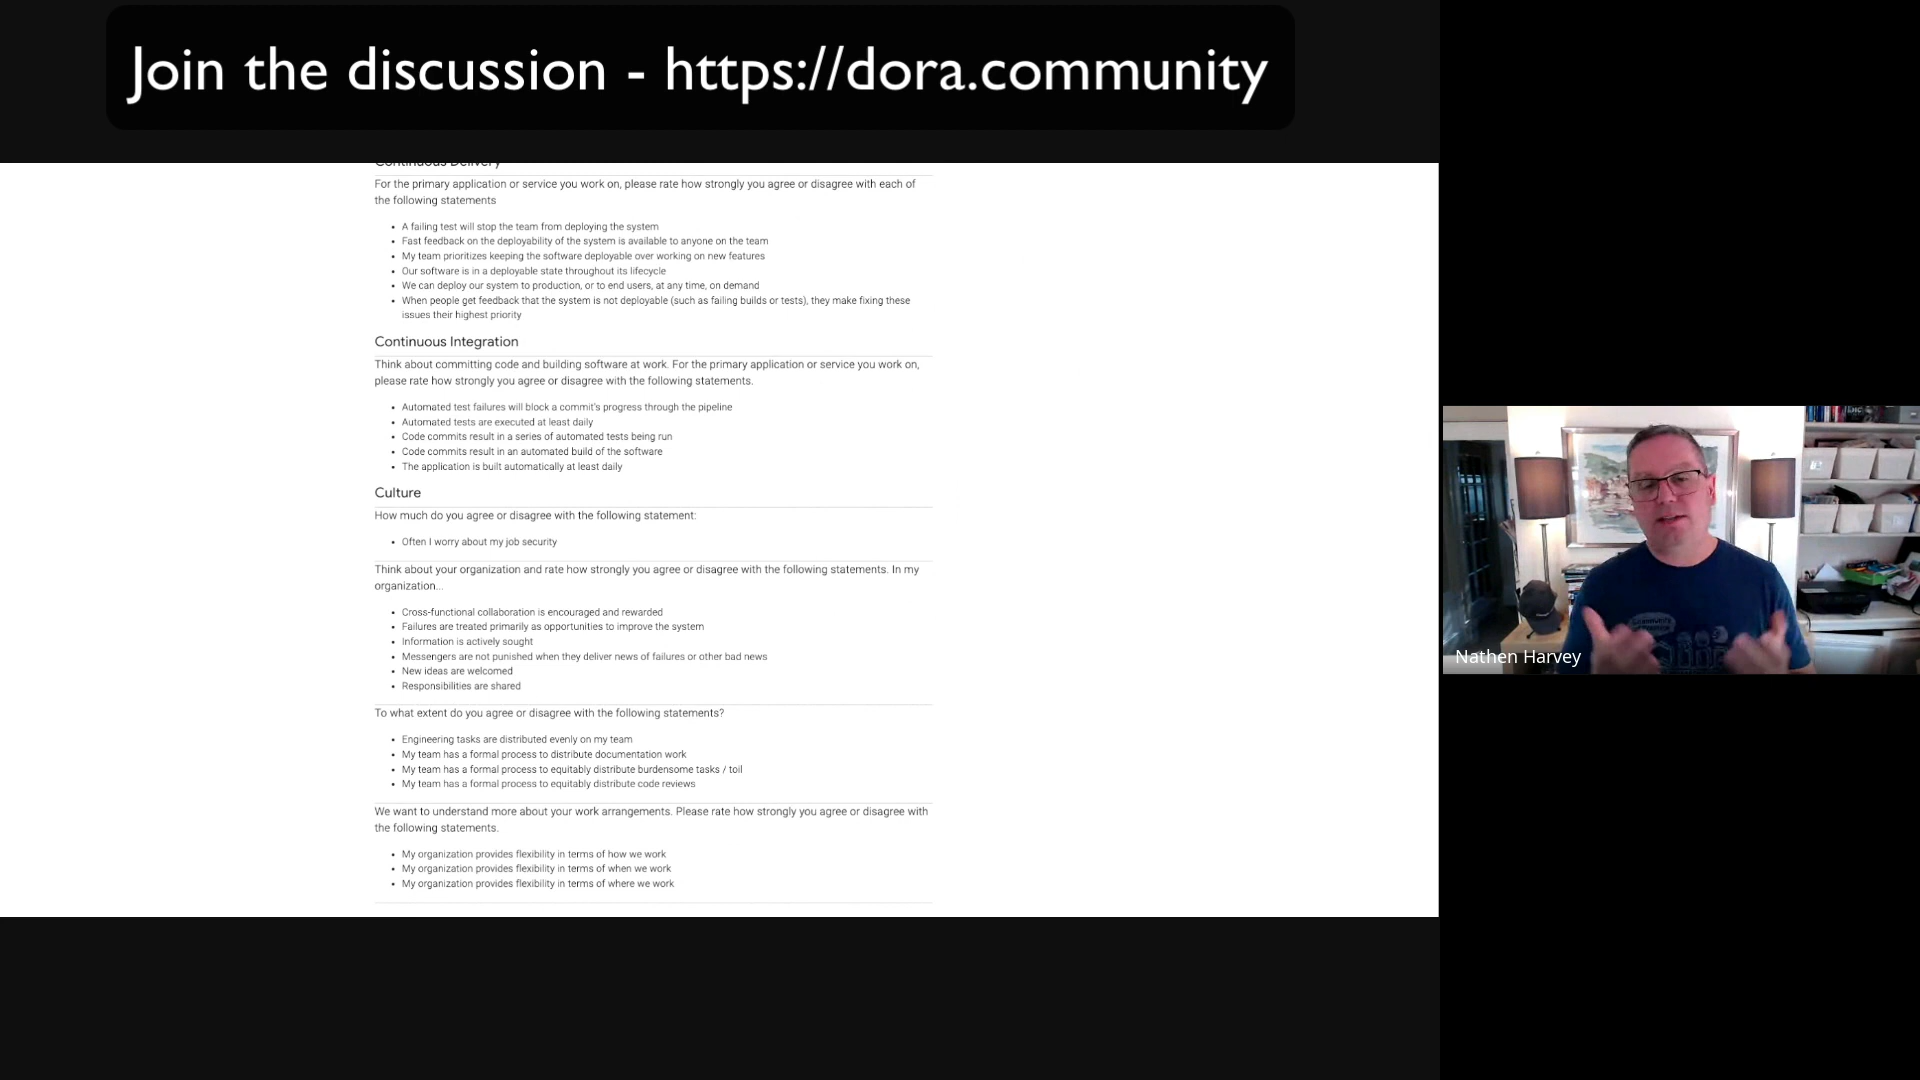 Join the discussion - https://dora.community
Continuous Delivery
For the primary application or service you work on, please rate how strongly you agree or disagree with each of
the following statements
• A failing test will stop the team from deploying the system
• Fast feedback on the deployability of the system is available to anyone on the team
• My team prioritizes keeping the software deployable over working on new features
• Our software is in a deployable state throughout its lifecycle
• We can deploy our system to production, or to end users, at any time, on demand
• When people get feedback that the system is not deployable (such as failing builds or tests), they make fixing these
issues their highest priority
Continuous Integration
Think about committing code and building software at work. For the primary application or service you work on,
please rate how strongly you agree or disagree with the following statements.
• Automated test failures will block a commit's progress through the pipeline
• Automated tests are executed at least daily
• Code commits result in a series of automated tests being run
• Code commits result in an automated build of the software
• The application is built automatically at least daily
Culture
How much do you agree or disagree with the following statement:
• Often I worry about my job security
Think about your organization and rate how strongly you agree or disagree with the following statements. In my
organization...
• Cross-functional collaboration is encouraged and rewarded
• Failures are treated primarily as opportunities to improve the system
• Information is actively sought
• Messengers are not punished when they deliver news of failures or other bad news
• New ideas are welcomed
• Responsibilities are shared
To what extent do you agree or disagree with the following statements?
• Engineering tasks are distributed evenly on my team
• My team has a formal process to distribute documentation work
• My team has a formal process to equitably distribute burdensome tasks / toil
• My team has a formal process to equitably distribute code reviews
We want to understand more about your work arrangements. Please rate how strongly you agree or disagree with
the following statements.
• My organization provides flexibility in terms of how we work
• My organization provides flexibility in terms of when we work
• My organization provides flexibility in terms of where we work
Nathen Harvey